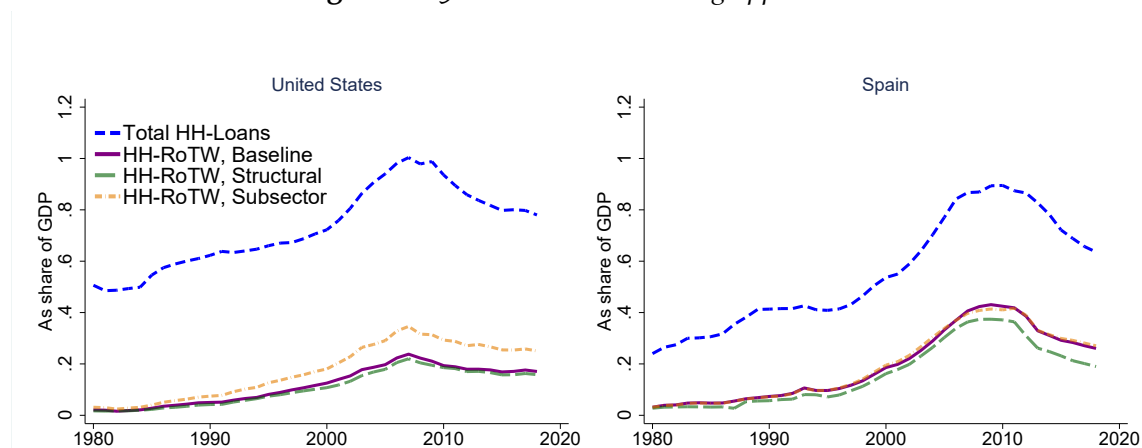 United States
Spain
Total HH-Loans
HH-RoTW, Baseline
HH-RoTW, Structural
HH-RoTW, Subsector
As share of GDP
0 .2 .4 .6 .8 1 1.2
1980 1990 2000 2010 2020
As share of GDP
0 .2 .4 .6 .8 1 1.2
1980 1990 2000 2010 2020